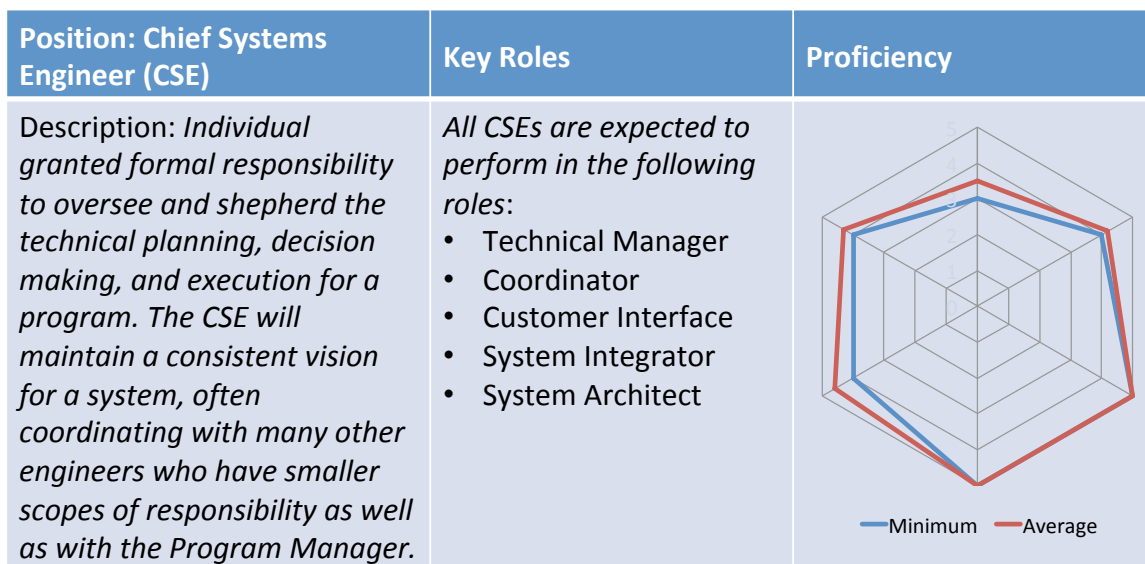 Position: Chief Systems
Engineer (CSE)
Key Roles
Proficiency
Description: Individual
granted formal responsibility
to oversee and shepherd the
technical planning, decision
making, and execution for a
program. The CSE will
maintain a consistent vision
for a system, often
coordinating with many other
engineers who have smaller
scopes of responsibility as well
as with the Program Manager.
All CSEs are expected to
perform in the following
roles:
• Technical Manager
• Coordinator
• Customer Interface
• System Integrator
• System Architect
5
4
3
2
1
0
Minimum Average